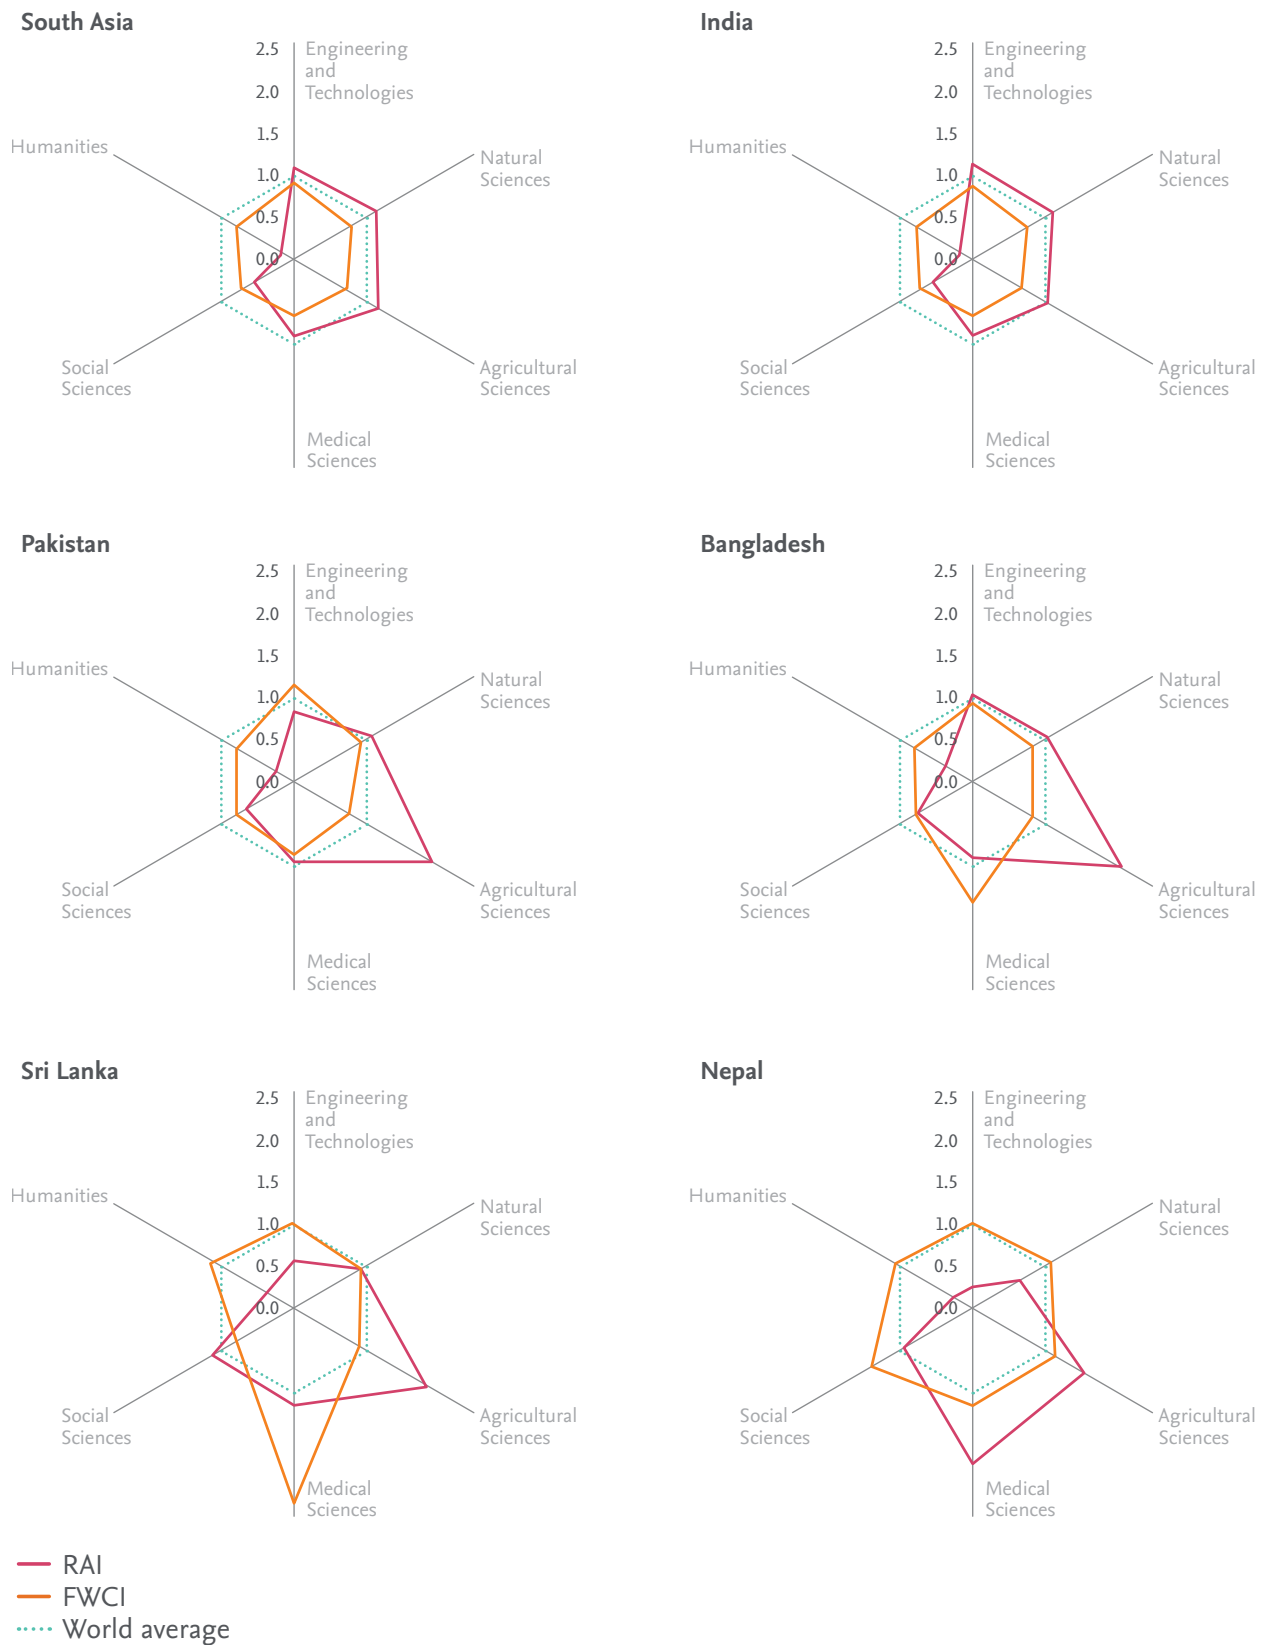 South Asia
2.5
Engineering
and
2.0
Technologies
1.5
Humanities
Natural
Sciences
1.0
0.5
0.0
Social
Sciences
Agricultural
Sciences
Medical
Sciences
India
2.5
Engineering
and
2.0
Technologies
1.5
Humanities
Natural
Sciences
1.0
0.5
0.0
Social
Sciences
Agricultural
Sciences
Medical
Sciences
Pakistan
2.5
Engineering
and
2.0
Technologies
1.5
Humanities
Natural
Sciences
1.0
0.5
0.0
Social
Sciences
Agricultural
Sciences
Medical
Sciences
Bangladesh
2.5
Engineering
and
2.0
Technologies
1.5
Humanities
Natural
Sciences
1.0
0.5
0.0
Social
Sciences
Agricultural
Sciences
Medical
Sciences
Sri Lanka
2.5
Engineering
and
2.0
Technologies
1.5
Humanities
Natural
Sciences
1.0
0.5
0.0
Social
Sciences
Agricultural
Sciences
Medical
Sciences
Nepal
2.5
Engineering
and
2.0
Technologies
1.5
Humanities
Natural
Sciences
1.0
0.5
0.0
Social
Sciences
Agricultural
Sciences
Medical
Sciences
RAI
FWCI
World average